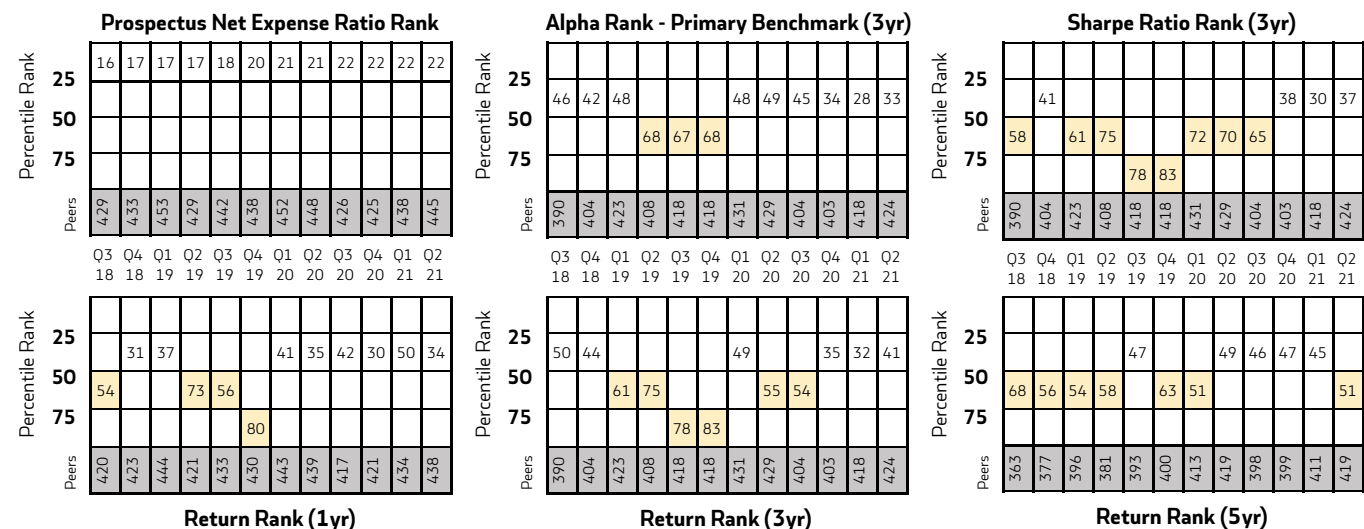 Prospectus Net Expense Ratio Rank
Percentile Rank
25
50
75
16 17 17 17 18 20 21 21 22 22 22 22
Peers
429 433 453 429 442 438 452 448 426 425 438 445
Alpha Rank - Primary Benchmark (3yr)
Percentile Rank
25
50
75
46 42 48 48 49 45 34 28 33
68 67 68
Peers
390 404 423 408 418 418 431 429 404 403 418 424
Sharpe Ratio Rank (3yr)
Percentile Rank
25
50
75
41 38 30 37
58 61 75 72 70 65
78 83
Peers
390 404 423 408 418 418 431 429 404 403 418 424
Q3 Q4 Q1 Q2 Q3 Q4 Q1 Q2 Q3 Q4 Q1 Q2
18 18 19 19 19 19 20 20 20 20 21 21
Q3 Q4 Q1 Q2 Q3 Q4 Q1 Q2 Q3 Q4 Q1 Q2
18 18 19 19 19 19 20 20 20 20 21 21
Q3 Q4 Q1 Q2 Q3 Q4 Q1 Q2 Q3 Q4 Q1 Q2
18 18 19 19 19 19 20 20 20 20 21 21
Percentile Rank
25
50
75
31 37 41 35 42 30 50 34
54 73 56
80
Peers
420 423 444 421 433 430 443 439 417 421 434 438
Return Rank (1yr)
Percentile Rank
25
50
75
50 44 49 35 32 41
61 75 55 54
78 83
Peers
390 404 423 408 418 418 431 429 404 403 418 424
Return Rank (3yr)
Percentile Rank
25
50
75
47 49 46 47 45
68 56 54 58 63 51 51
Peers
363 377 396 381 393 400 413 419 398 399 411 419
Return Rank (5yr)